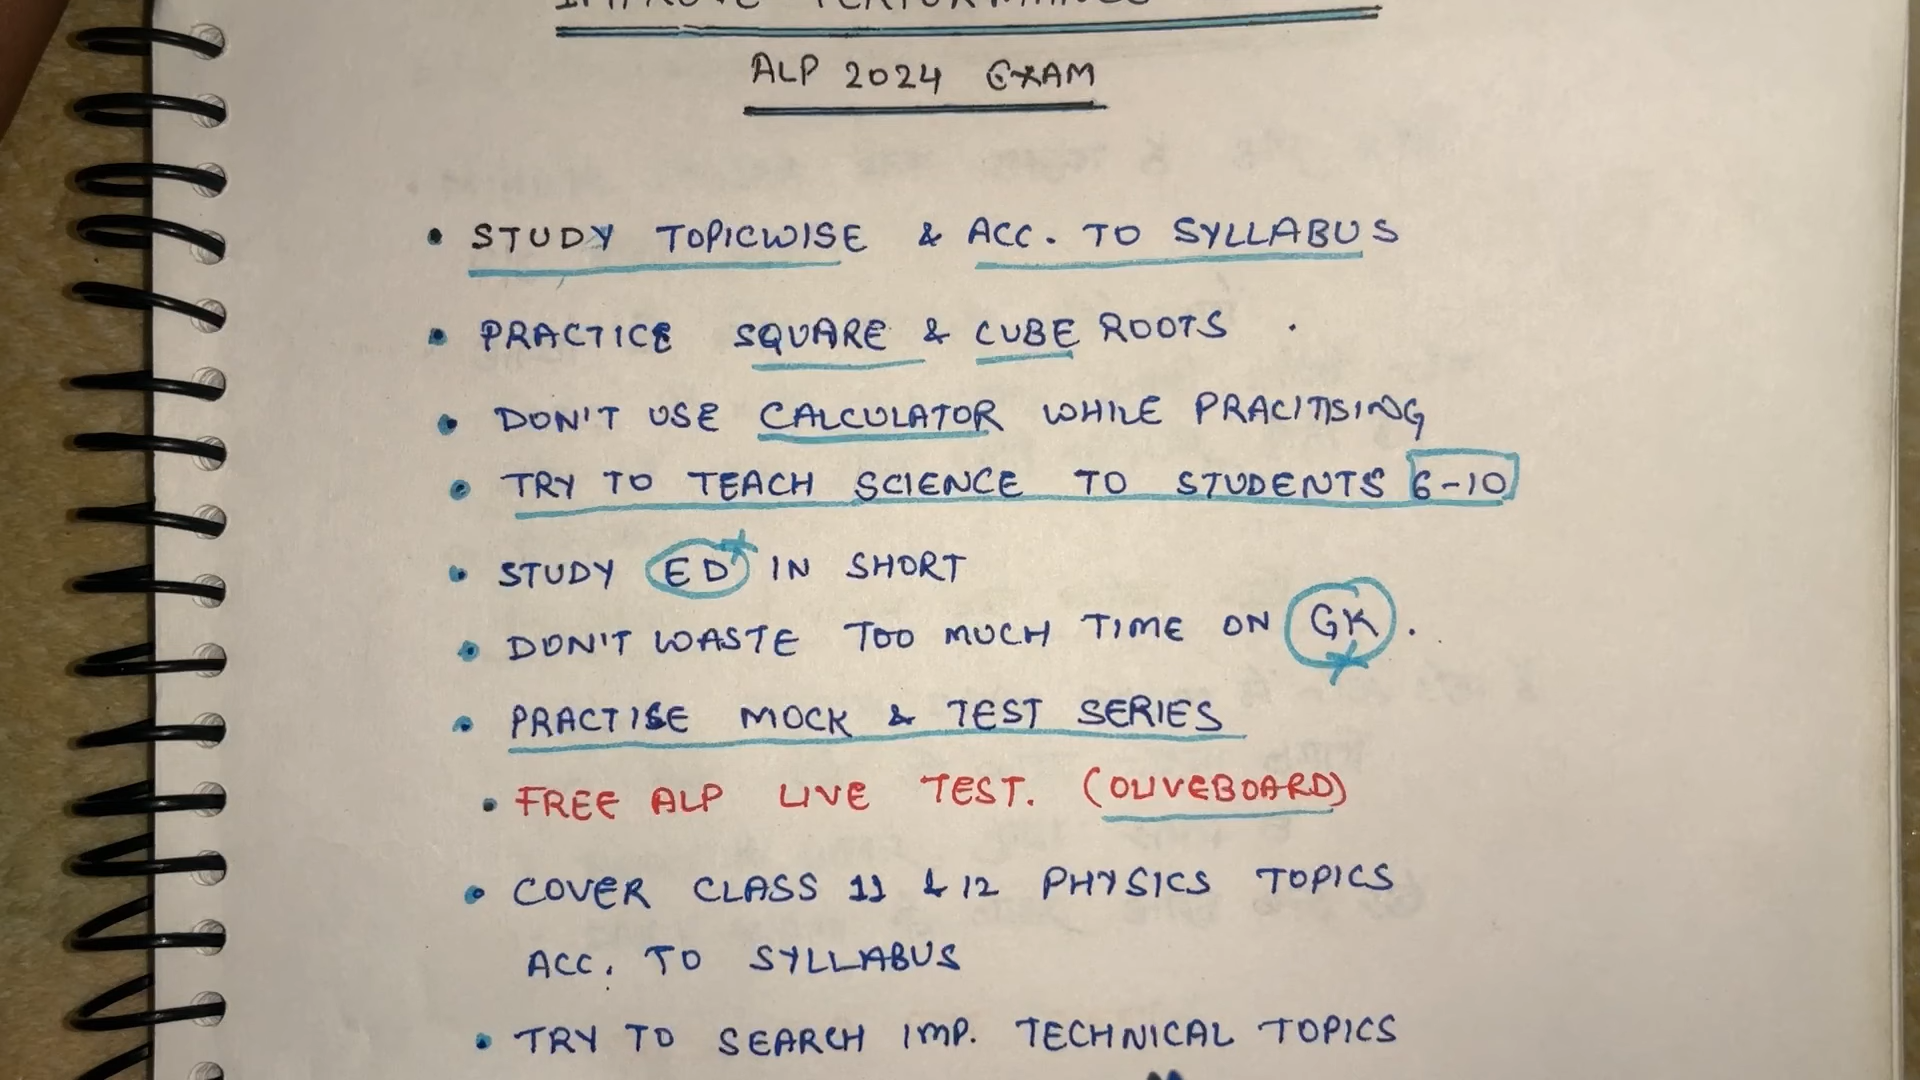 IMPROVE PERFORMANCE
ALP 2024 EXAM
• STUDY TOPICWISE & ACC. TO SYLLABUS
• PRACTICE SQUARE & CUBE ROOTS .
• DON'T USE CALCULATOR WHILE PRACITISING
• TRY TO TEACH SCIENCE TO STUDENTS 6-10
• STUDY ED IN SHORT
• DON'T WASTE TOO MUCH TIME ON GK .
• PRACTISE MOCK & TEST SERIES
• FREE ALP LIVE TEST. (OLIVEBOARD)
• COVER CLASS 11 & 12 PHYSICS TOPICS
ACC. TO SYLLABUS
• TRY TO SEARCH IMP. TECHNICAL TOPICS